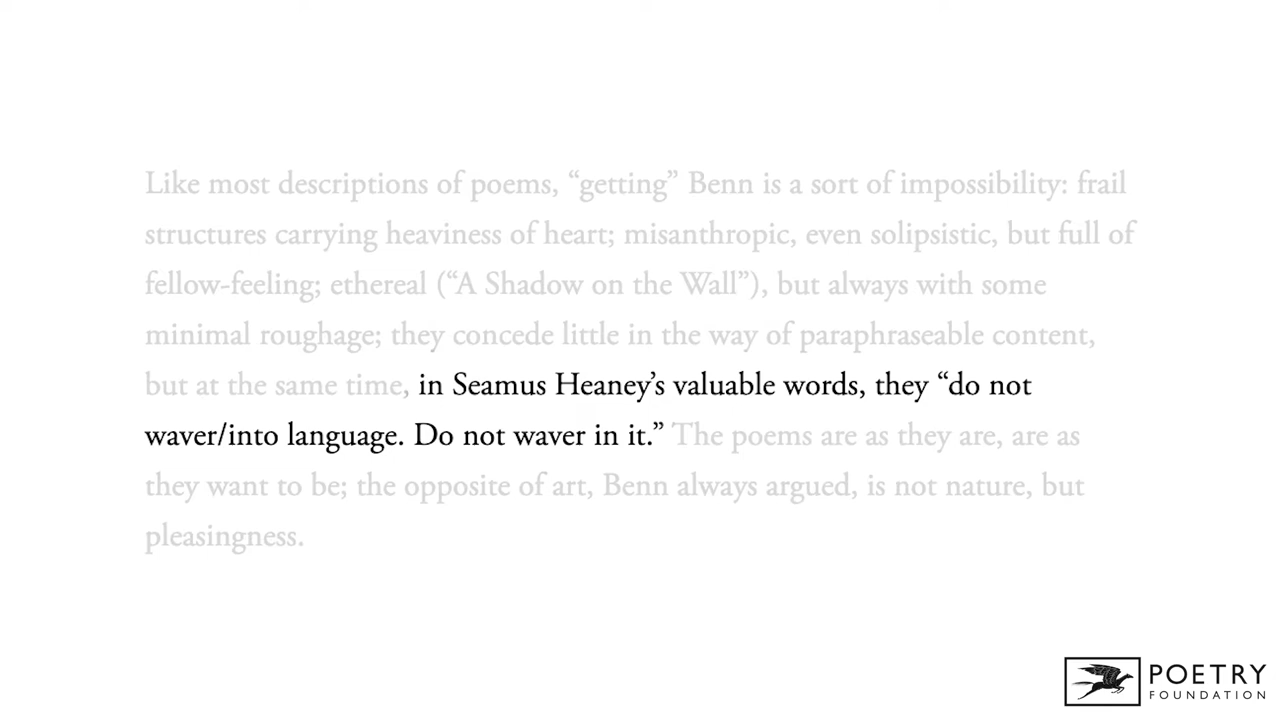 Like most descriptions of poems, “getting” Benn is a sort of impossibility: frail
structures carrying heaviness of heart; misanthropic, even solipsistic, but full of
fellow-feeling; ethereal (“A Shadow on the Wall”), but always with some
minimal roughage; they concede little in the way of paraphraseable content,
but at the same time, in Seamus Heaney’s valuable words, they “do not
waver/into language. Do not waver in it.” The poems are as they are, are as
they want to be; the opposite of art, Benn always argued, is not nature, but
pleasingness.
POETRY
FOUNDATION